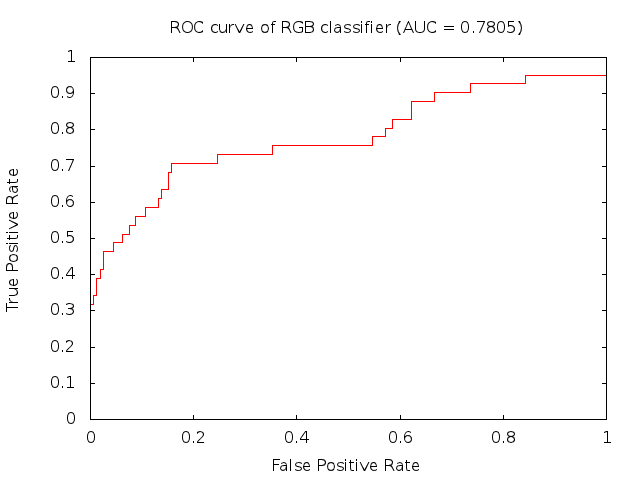 ROC curve of RGB classifier (AUC = 0.7805)
1
0.9
0.8
0.7
0.6
0.5
0.4
0.3
0.2
0.1
0
True Positive Rate
0 0.2 0.4 0.6 0.8 1
False Positive Rate